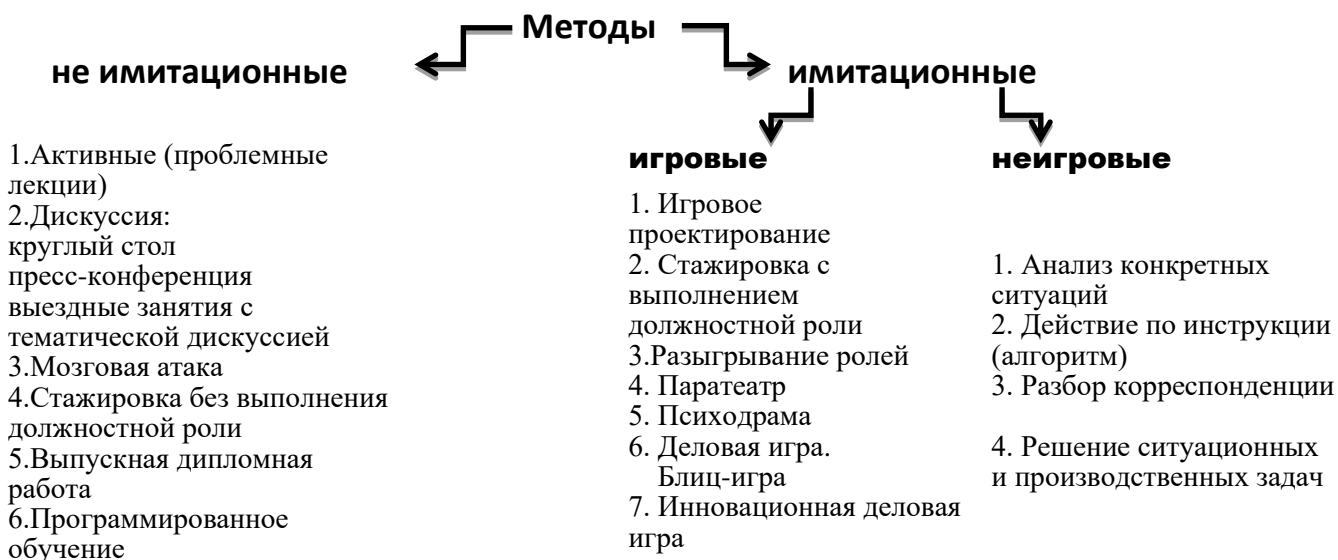 Методы
не имитационные
имитационные
1.Активные (проблемные
лекции)
2.Дискуссия:
круглый стол
пресс-конференция
выездные занятия с
тематической дискуссией
3.Мозговая атака
4.Стажировка без выполнения
должностной роли
5.Выпускная дипломная
работа
6.Программированное
обучение
игровые
1. Игровое
проектирование
2. Стажировка с
выполнением
должностной роли
3.Разыгрывание ролей
4. Паратеатр
5. Психодрама
6. Деловая игра.
Блиц-игра
7. Инновационная деловая
игра
неигровые
1. Анализ конкретных
ситуаций
2. Действие по инструкции
(алгоритм)
3. Разбор корреспонденции
4. Решение ситуационных
и производственных задач